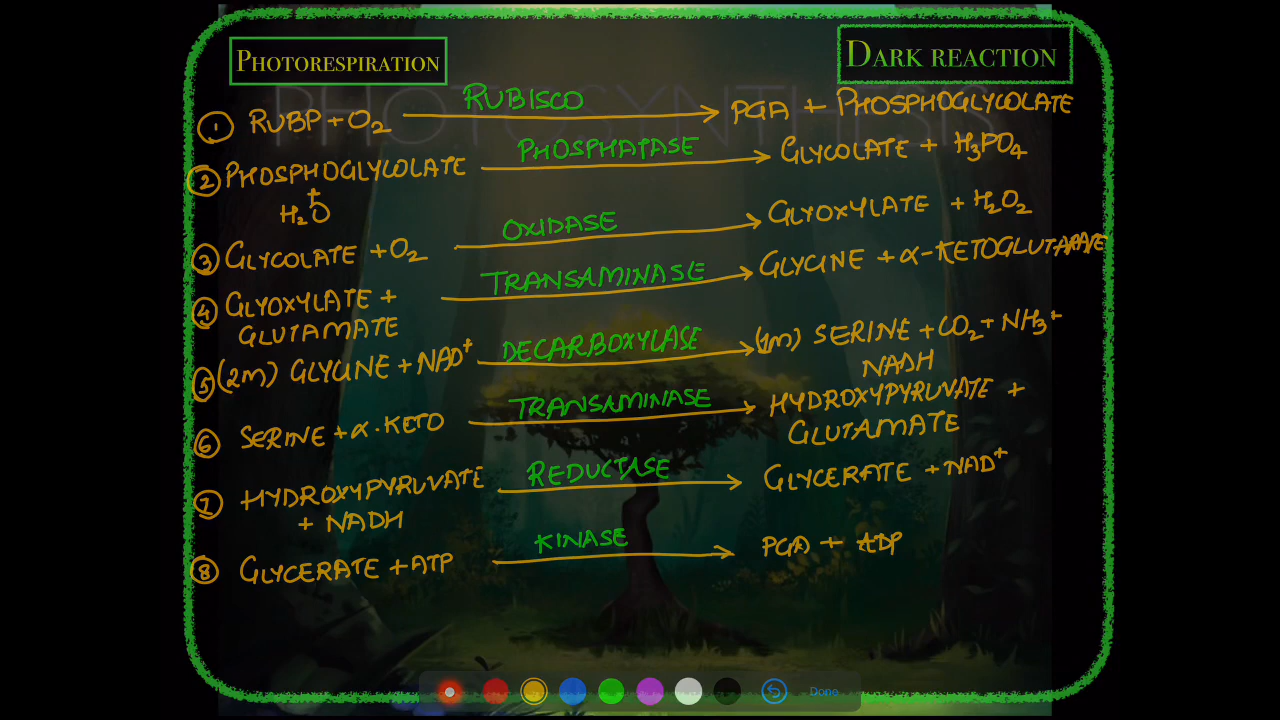 PHOTORESPIRATION
DARK REACTION
PHOTOSYNTHESIS
① RUBP + O2 RUBISCO → PGA + PHOSPHOGLYCOLATE
② PHOSPHOGLYCOLATE PHOSPHATASE → GLYCOLATE + H3PO4
+
H2O
③ GLYCOLATE + O2 OXIDASE → GLYOXYLATE + H2O2
④ GLYOXYLATE + TRANSAMINASE → GLYCINE + α-KETOGLUTARATE
GLUTAMATE
⑤ (2M) GLYCINE + NAD+ DECARBOXYLASE → (1M) SERINE + CO2 + NH3 +
NADH
⑥ SERINE + α-KETO TRANSAMINASE → HYDROXYPYRUVATE +
GLUTAMATE
⑦ HYDROXYPYRUVATE REDUCTASE → GLYCERATE + NAD+
+ NADH
⑧ GLYCERATE + ATP KINASE → PGA + ADP
Done